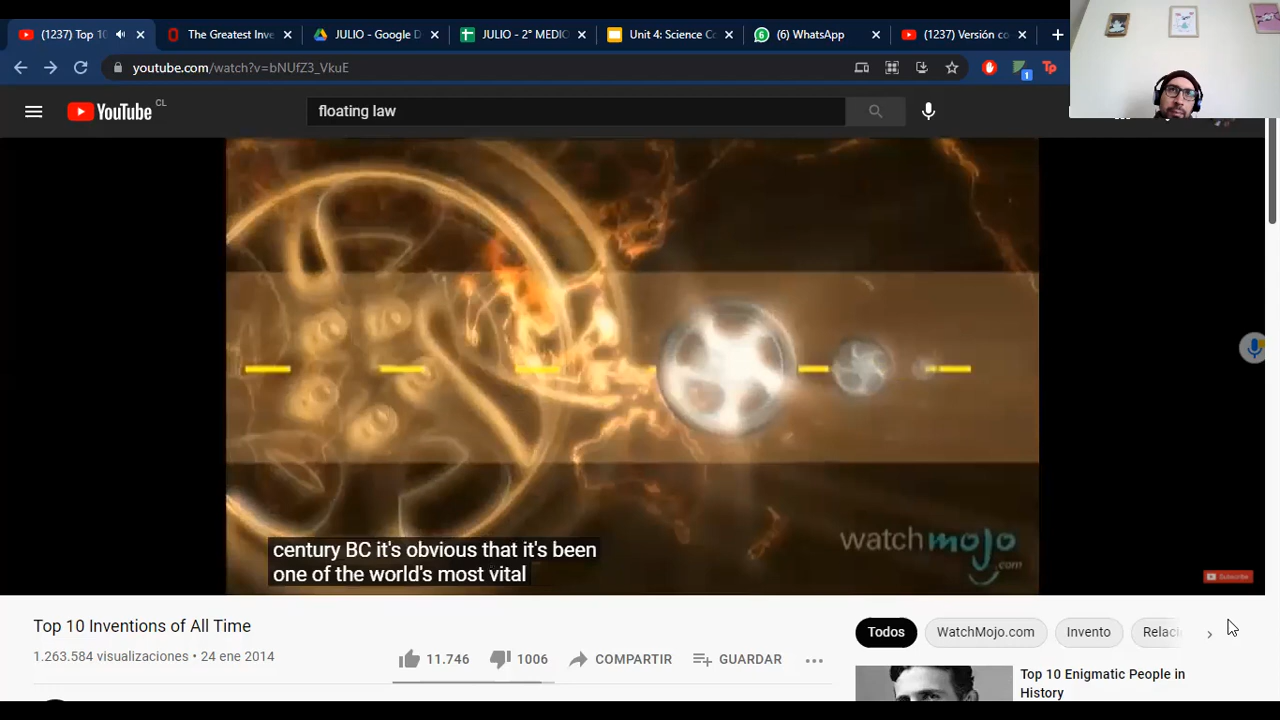 (1237) Top 10
The Greatest Inve
JULIO - Google D
JULIO - 2° MEDIO
Unit 4: Science C
(6) WhatsApp
(1237) Versión co
youtube.com/watch?v=bNUfZ3_VkuE
1
Tp
YouTube CL
floating law
century BC it's obvious that it's been
one of the world's most vital
watchmojo
.com
Subscribe
Top 10 Inventions of All Time
1.263.584 visualizaciones • 24 ene 2014
11.746
1006
COMPARTIR
GUARDAR
Todos
WatchMojo.com
Invento
Relaci
Top 10 Enigmatic People in
History